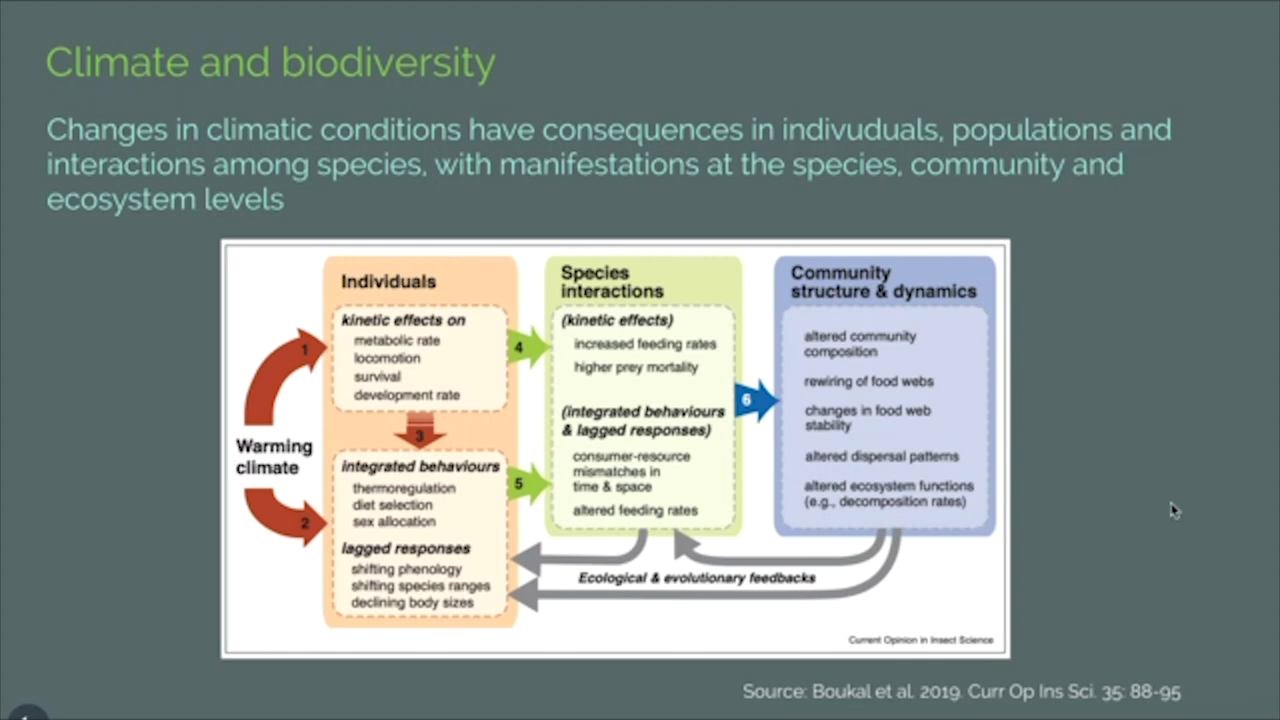 Climate and biodiversity
Changes in climatic conditions have consequences in indivuduals, populations and
interactions among species, with manifestations at the species, community and
ecosystem levels
Warming
climate
1
2
Individuals
kinetic effects on
metabolic rate
locomotion
survival
development rate
3
integrated behaviours
thermoregulation
diet selection
sex allocation
lagged responses
shifting phenology
shifting species ranges
declining body sizes
4
5
Species
interactions
(kinetic effects)
increased feeding rates
higher prey mortality
(integrated behaviours
& lagged responses)
consumer-resource
mismatches in
time & space
altered feeding rates
6
Community
structure & dynamics
altered community
composition
rewiring of food webs
changes in food web
stability
altered dispersal patterns
altered ecosystem functions
(e.g., decomposition rates)
Ecological & evolutionary feedbacks
Current Opinion in Insect Science
Source: Boukal et al. 2019. Curr Op Ins Sci. 35: 88-95